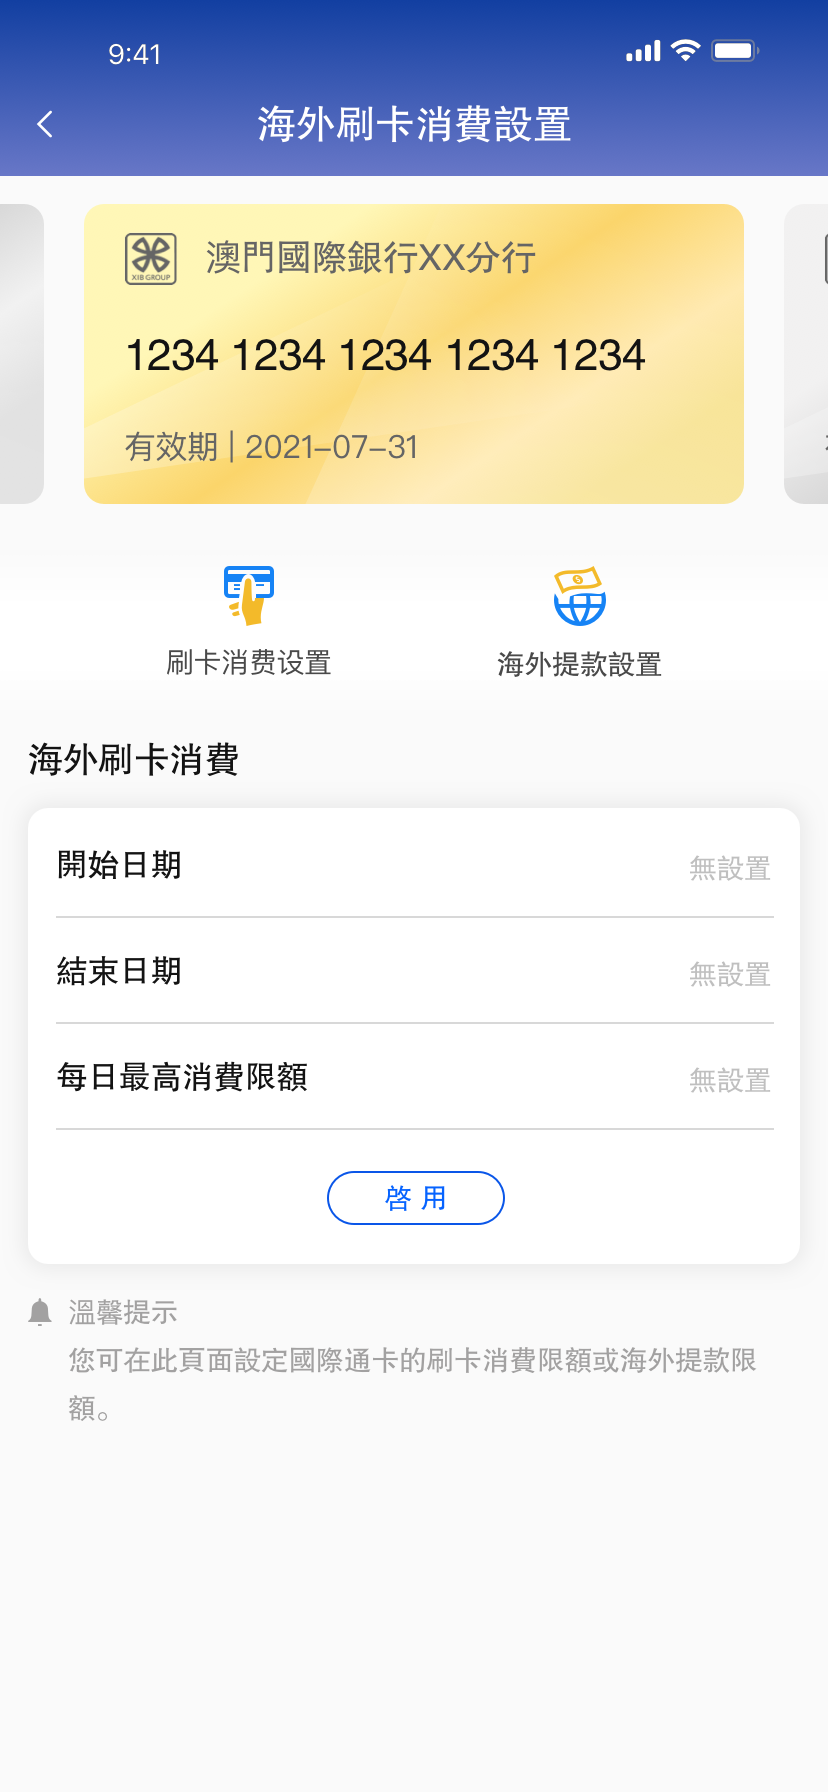 9:41
海外刷卡消費設置
澳門國際銀行XX分行
XIB GROUP
1234 1234 1234 1234 1234
有效期 | 2021-07-31
刷卡消费设置
海外提款設置
海外刷卡消費
開始日期 無設置
結束日期 無設置
每日最高消費限額 無設置
啓 用
溫馨提示
您可在此頁面設定國際通卡的刷卡消費限額或海外提款限
額。